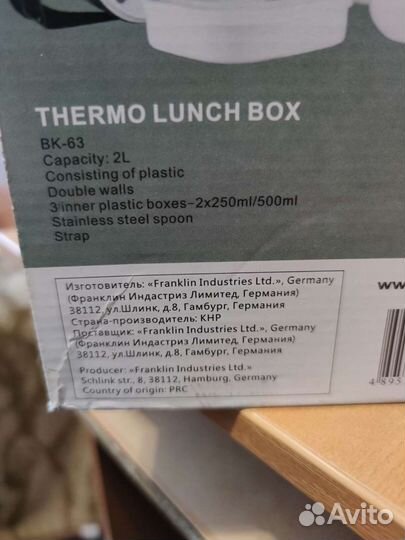 THERMO LUNCH BOX
BK-63
Capacity: 2L
Consisting of plastic
Double walls
3 inner plastic boxes-2x250ml/500ml
Stainless steel spoon
Strap
Изготовитель: «Franklin Industries Ltd.», Germany
(Франклин Индастриз Лимитед, Германия)
38112, ул.Шлинк, д.8, Гамбург, Германия
Страна-производитель: КНР
Поставщик: «Franklin Industries Ltd.», Germany
(Франклин Индастриз Лимитед, Германия)
38112, ул.Шлинк, д.8, Гамбург, Германия
Producer: «Franklin Industries Ltd.»
Schlink str., 8, 38112, Hamburg, Germany
Country of origin: PRC
ww
4895
Avito